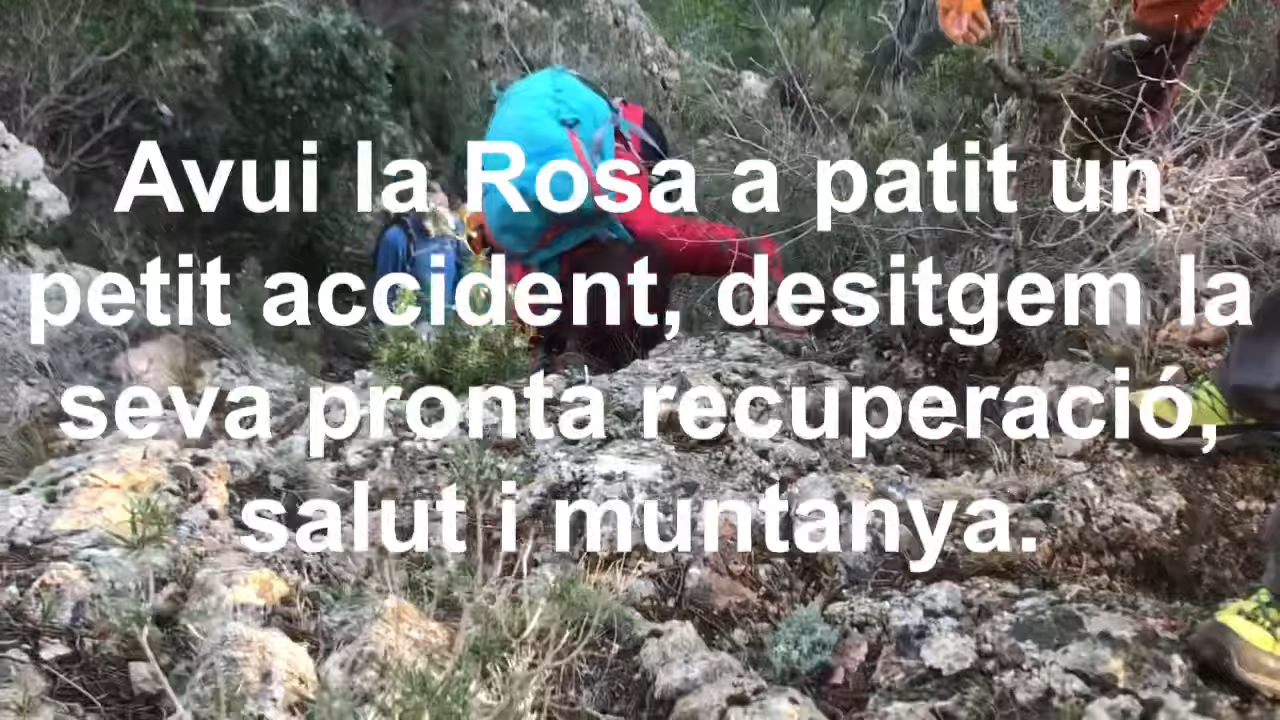 Avui la Rosa a patit un
petit accident, desitgem la
seva pronta recuperació,
salut i muntanya.